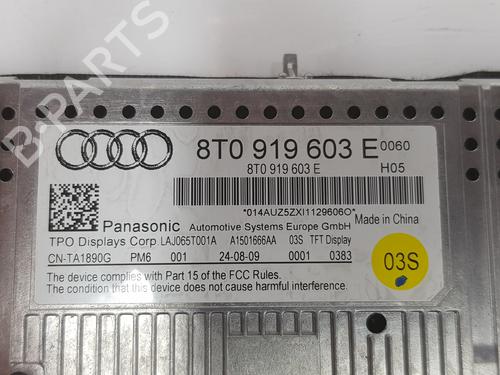 B-PARTS
8T0 919 603 E 0060
8T0 919 603 E H05
*014AUZ5ZXI1129606O*
Panasonic Automotive Systems Europe GmbH Made in China
TPO Displays Corp LAJ065T001A A1501666AA 03S TFT Display
CN-TA1890G PM6 001 24-08-09 0001 0383
The device complies with Part 15 of the FCC Rules.
The condition that this device does not cause harmful interference.
03S